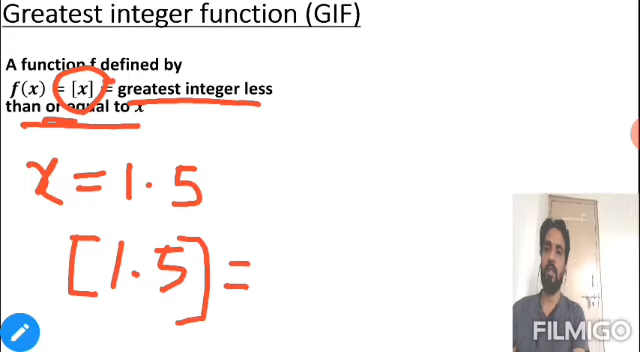 Greatest integer function (GIF)
A function f defined by
f(x) = [x] = greatest integer less
than or equal to x
x = 1.5
[1.5] =
FILMIGO